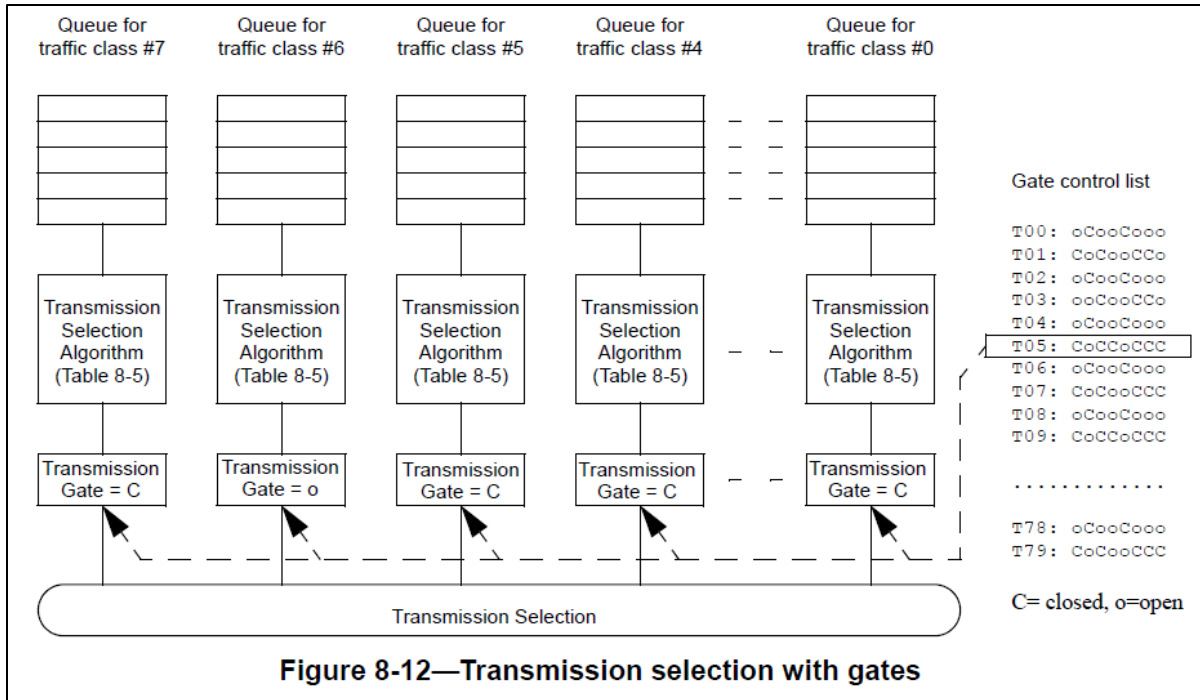 Queue for traffic class #7
Queue for traffic class #6
Queue for traffic class #5
Queue for traffic class #4
Queue for traffic class #0
Gate control list
T00: oCooCooo
T01: CoCooCCo
T02: oCooCooo
T03: ooCooCCo
T04: oCooCooo
T05: CoCCoCCC
T06: oCooCooo
T07: CoCooCCC
T08: oCooCooo
T09: CoCCoCCC
. . . . . . . . . . . . .
T78: oCooCooo
T79: CoCooCCC
C= closed, o=open
Transmission Selection Algorithm (Table 8-5)
Transmission Selection Algorithm (Table 8-5)
Transmission Selection Algorithm (Table 8-5)
Transmission Selection Algorithm (Table 8-5)
Transmission Selection Algorithm (Table 8-5)
Transmission Gate = C
Transmission Gate = o
Transmission Gate = C
Transmission Gate = C
Transmission Gate = C
Transmission Selection
Figure 8-12—Transmission selection with gates